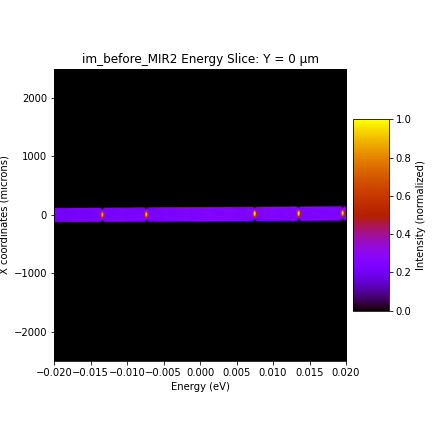 im_before_MIR2 Energy Slice: Y = 0 μm
2000
1000
0
−1000
−2000
X coordinates (microns)
−0.020−0.015−0.010−0.005 0.000 0.005 0.010 0.015 0.020
Energy (eV)
1.0
0.8
0.6
0.4
0.2
0.0
Intensity (normalized)